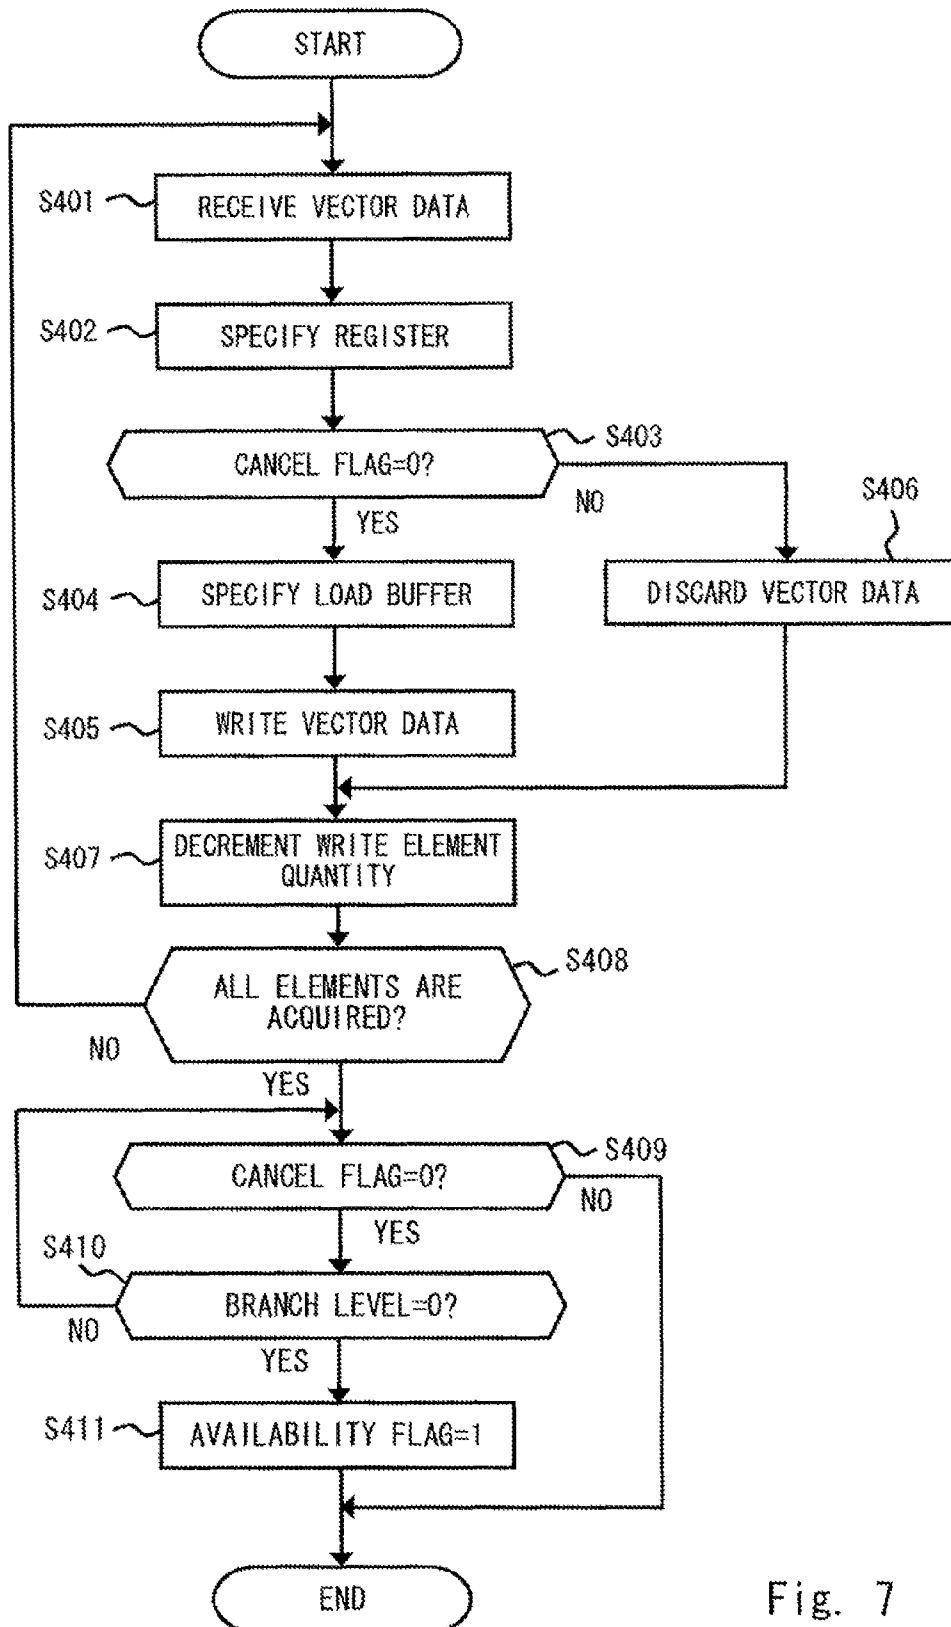 START
S401
RECEIVE VECTOR DATA
S402
SPECIFY REGISTER
S403
CANCEL FLAG=0?
NO
YES
S406
S404
SPECIFY LOAD BUFFER
DISCARD VECTOR DATA
S405
WRITE VECTOR DATA
S407
DECREMENT WRITE ELEMENT
QUANTITY
S408
ALL ELEMENTS ARE
ACQUIRED?
NO
YES
S409
CANCEL FLAG=0?
NO
YES
S410
BRANCH LEVEL=0?
NO
YES
S411
AVAILABILITY FLAG=1
END
Fig. 7